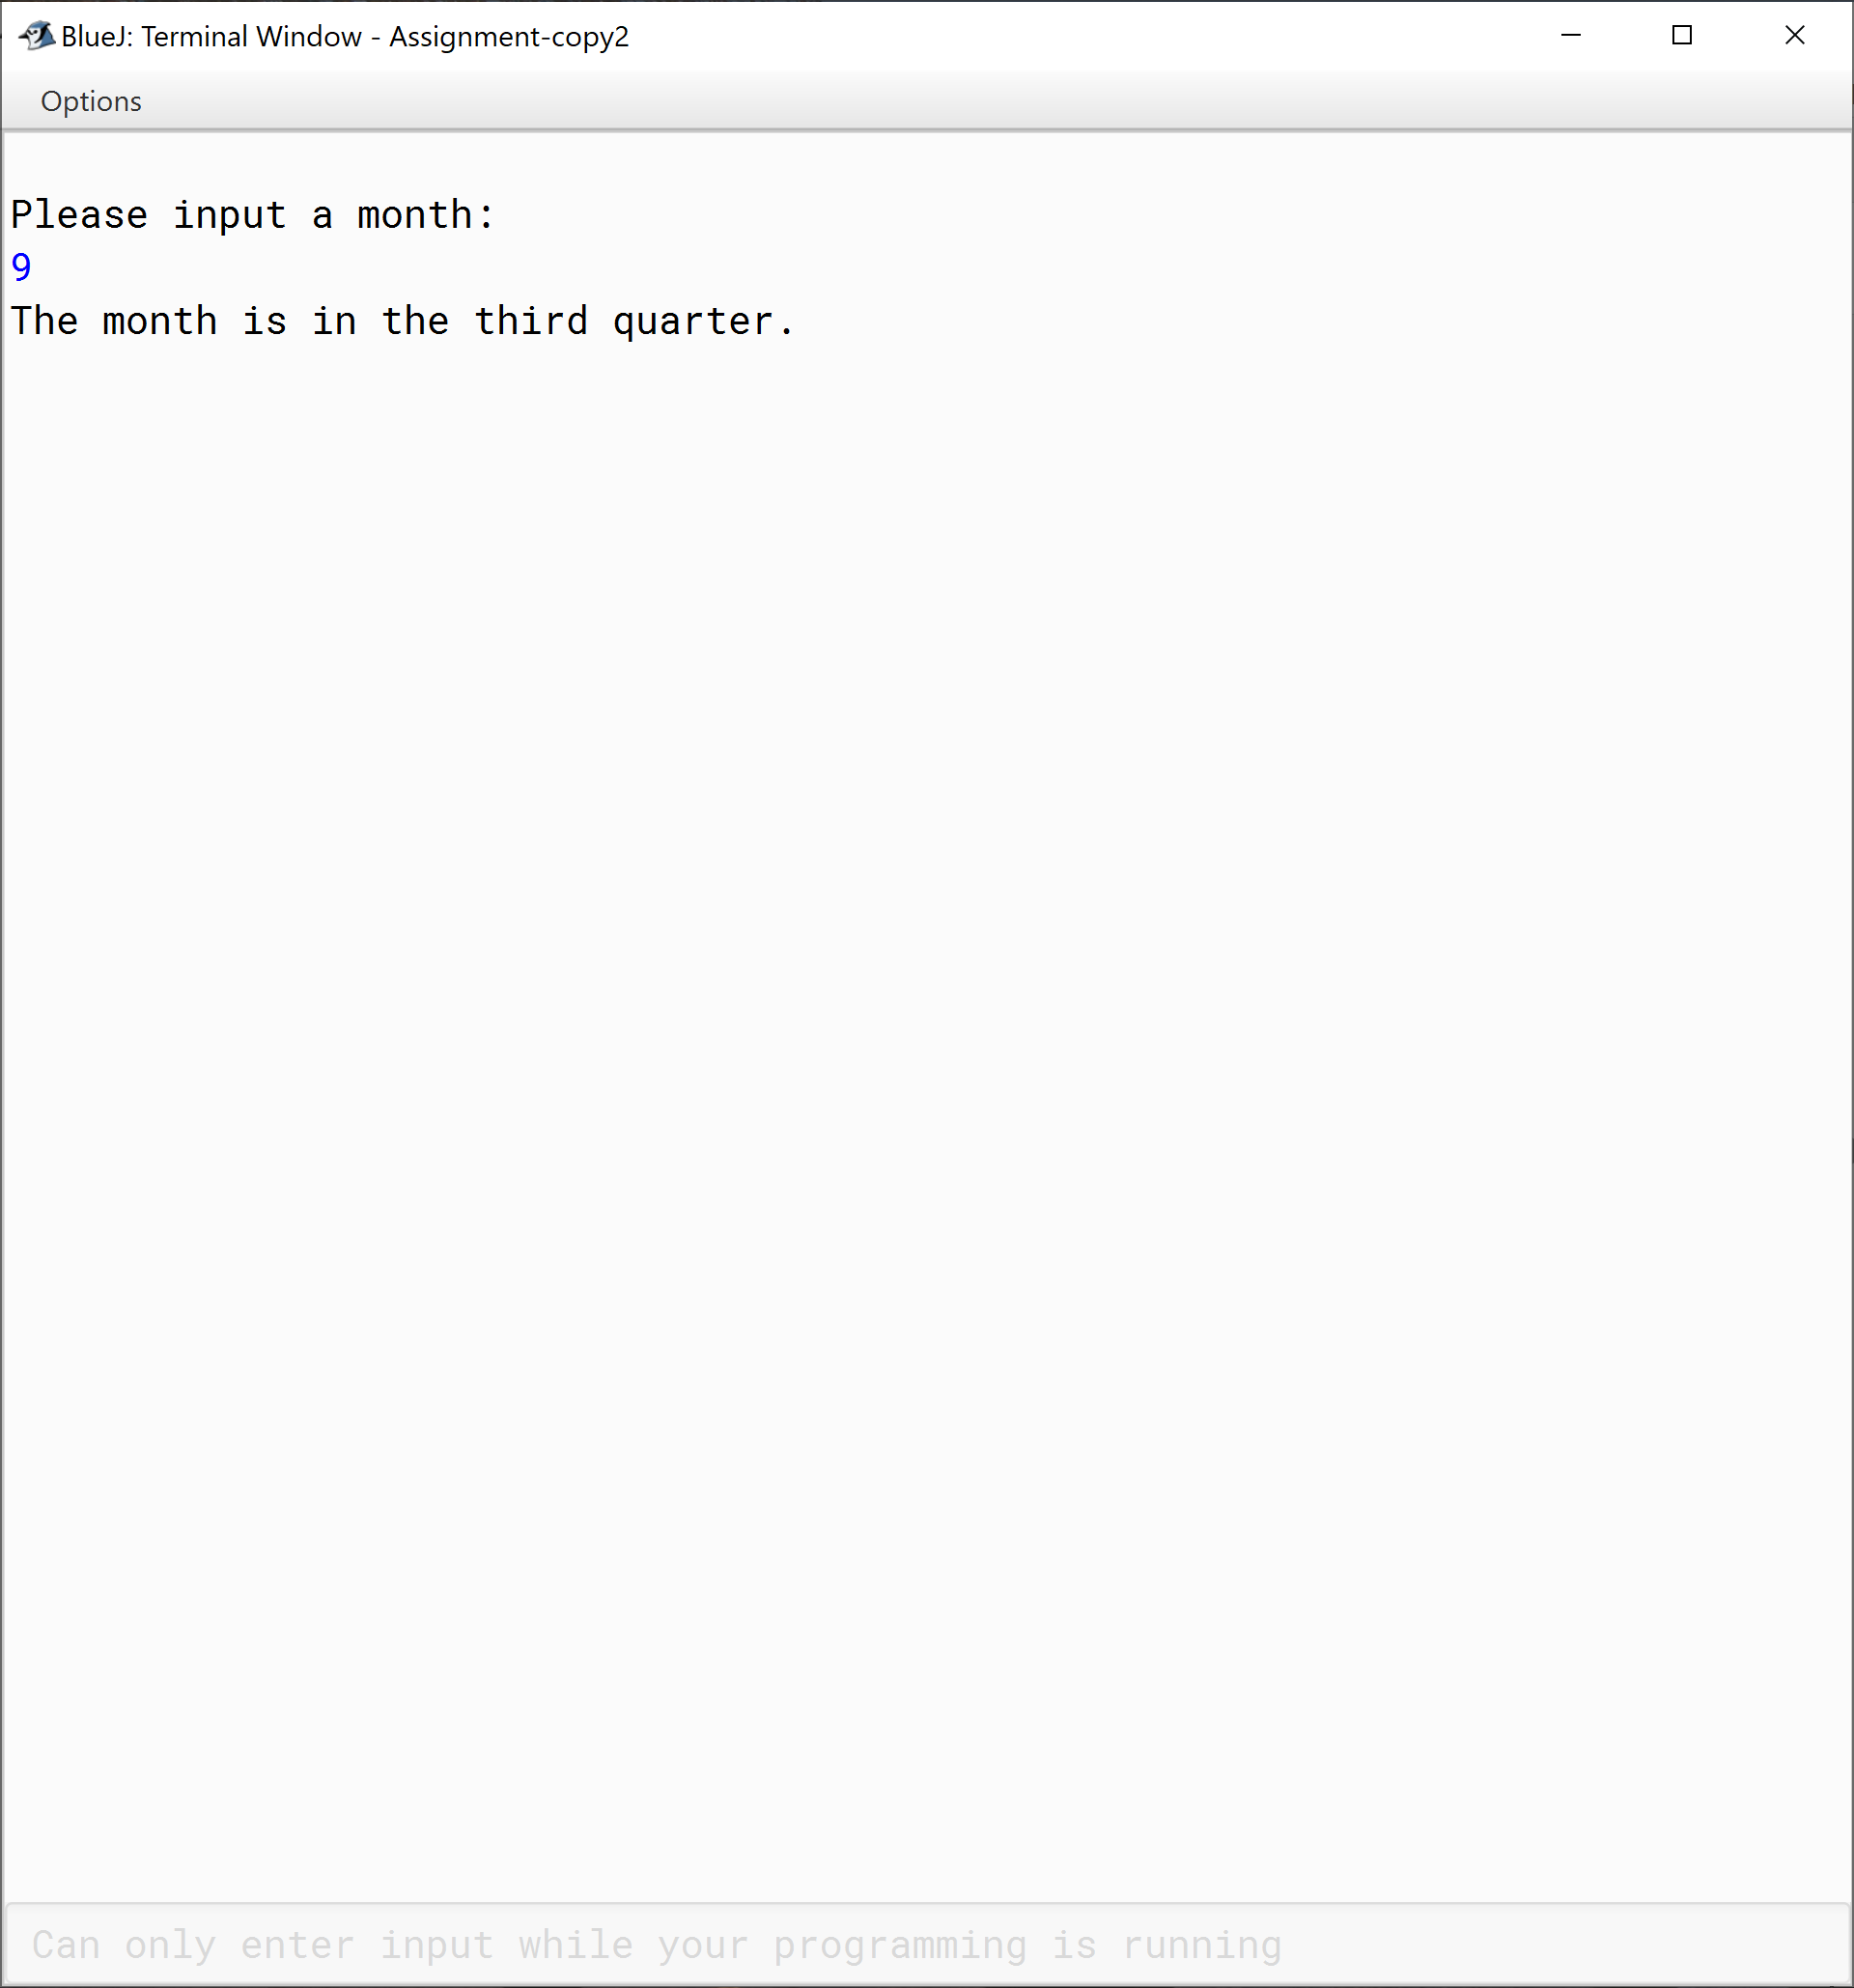 BlueJ: Terminal Window - Assignment-copy2
Options
Please input a month:
9
The month is in the third quarter.
Can only enter input while your programming is running